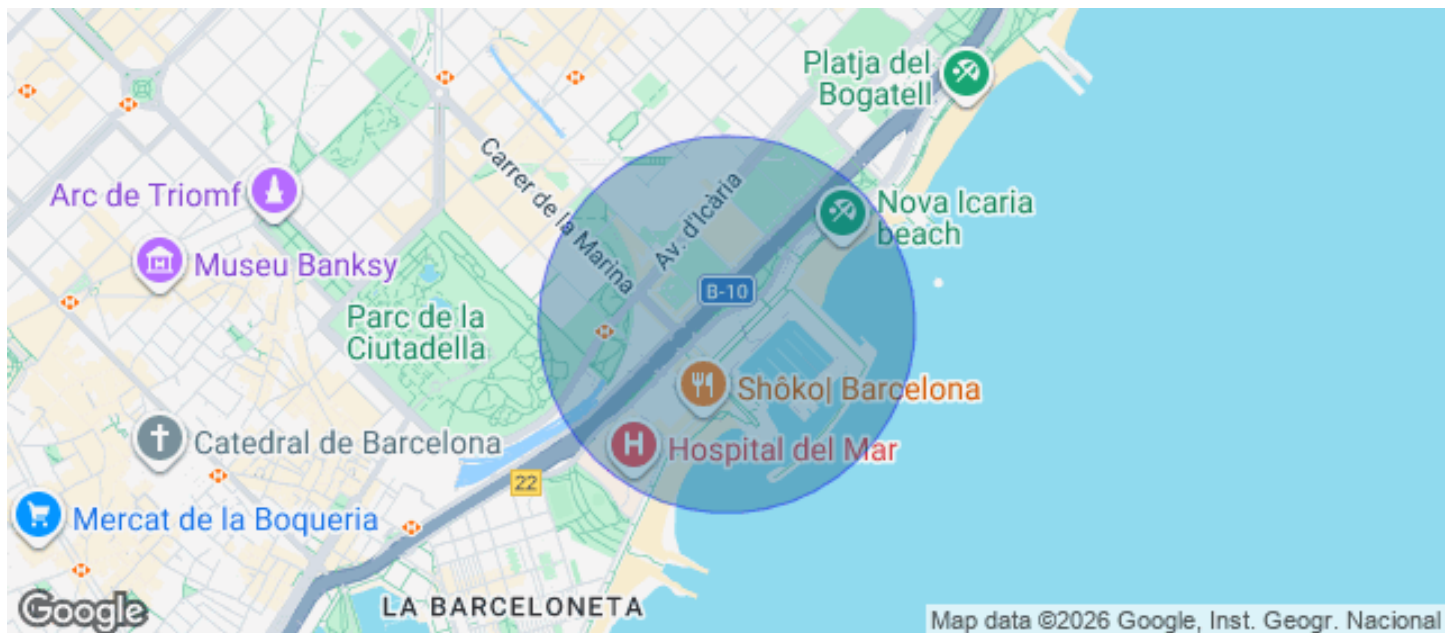 Platja del
Bogatell
Carrer de la Marina
Arc de Triomf
Av. d'Icària
Nova Icaria
beach
Museu Banksy
B-10
Parc de la
Ciutadella
Shôko| Barcelona
Catedral de Barcelona
Hospital del Mar
H
22
Mercat de la Boqueria
LA BARCELONETA
Google
Map data ©2026 Google, Inst. Geogr. Nacional